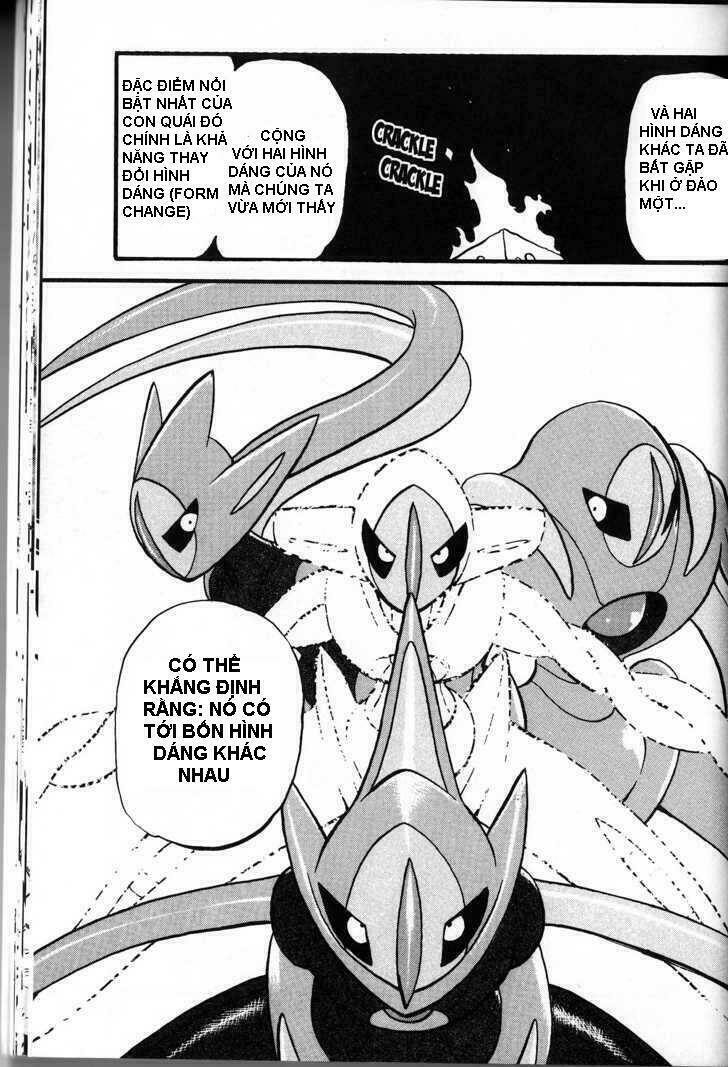 ĐẶC ĐIỂM NỔI
BẬT NHẤT CỦA
CON QUÁI ĐÓ
CHÍNH LÀ KHẢ
NĂNG THAY
ĐỔI HÌNH
DÁNG (FORM
CHANGE)
CỘNG
VỚI HAI HÌNH
DÁNG CỦA NÓ
MÀ CHÚNG TA
VỪA MỚI THẤY
CRACKLE
CRACKLE
VÀ HAI
HÌNH DÁNG
KHÁC TA ĐÃ
BẮT GẶP
KHI Ở ĐẢO
MỘT...
CÓ THỂ
KHẲNG ĐỊNH
RẰNG: NÓ CÓ
TỚI BỐN HÌNH
DÁNG KHÁC
NHAU